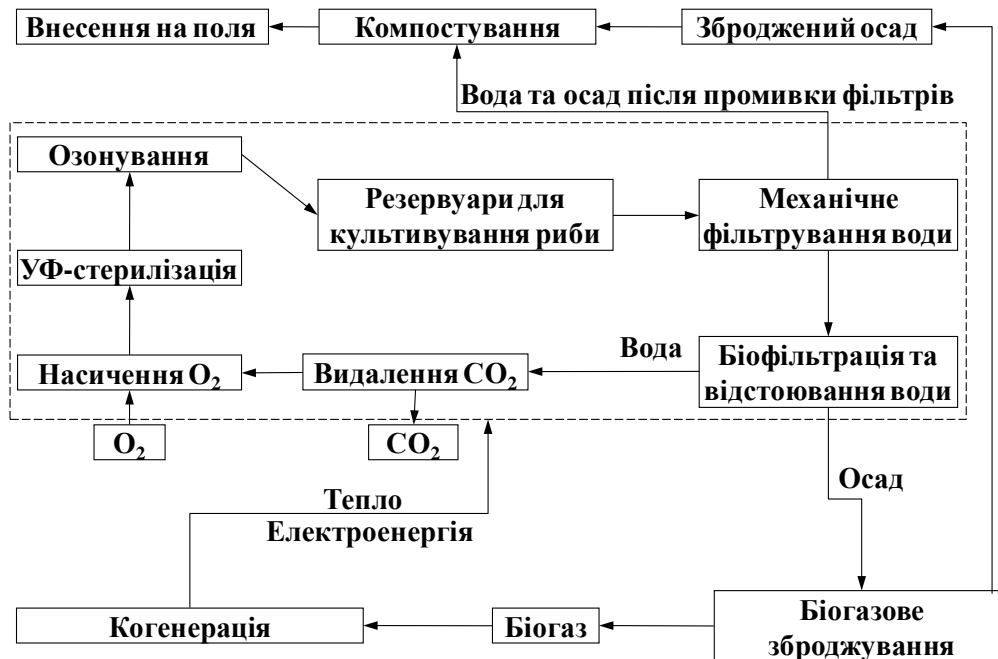 Внесення на поля
Компостування
Зброджений осад
Вода та осад після промивки фільтрів
Озонування
Резервуари для
культивування риби
Механічне
фільтрування води
УФ-стерилізація
Вода
Біофільтрація та
відстоювання води
Насичення O₂
Видалення CO₂
O₂
CO₂
Осад
Тепло
Електроенергія
Когенерація
Біогаз
Біогазове
зброджування